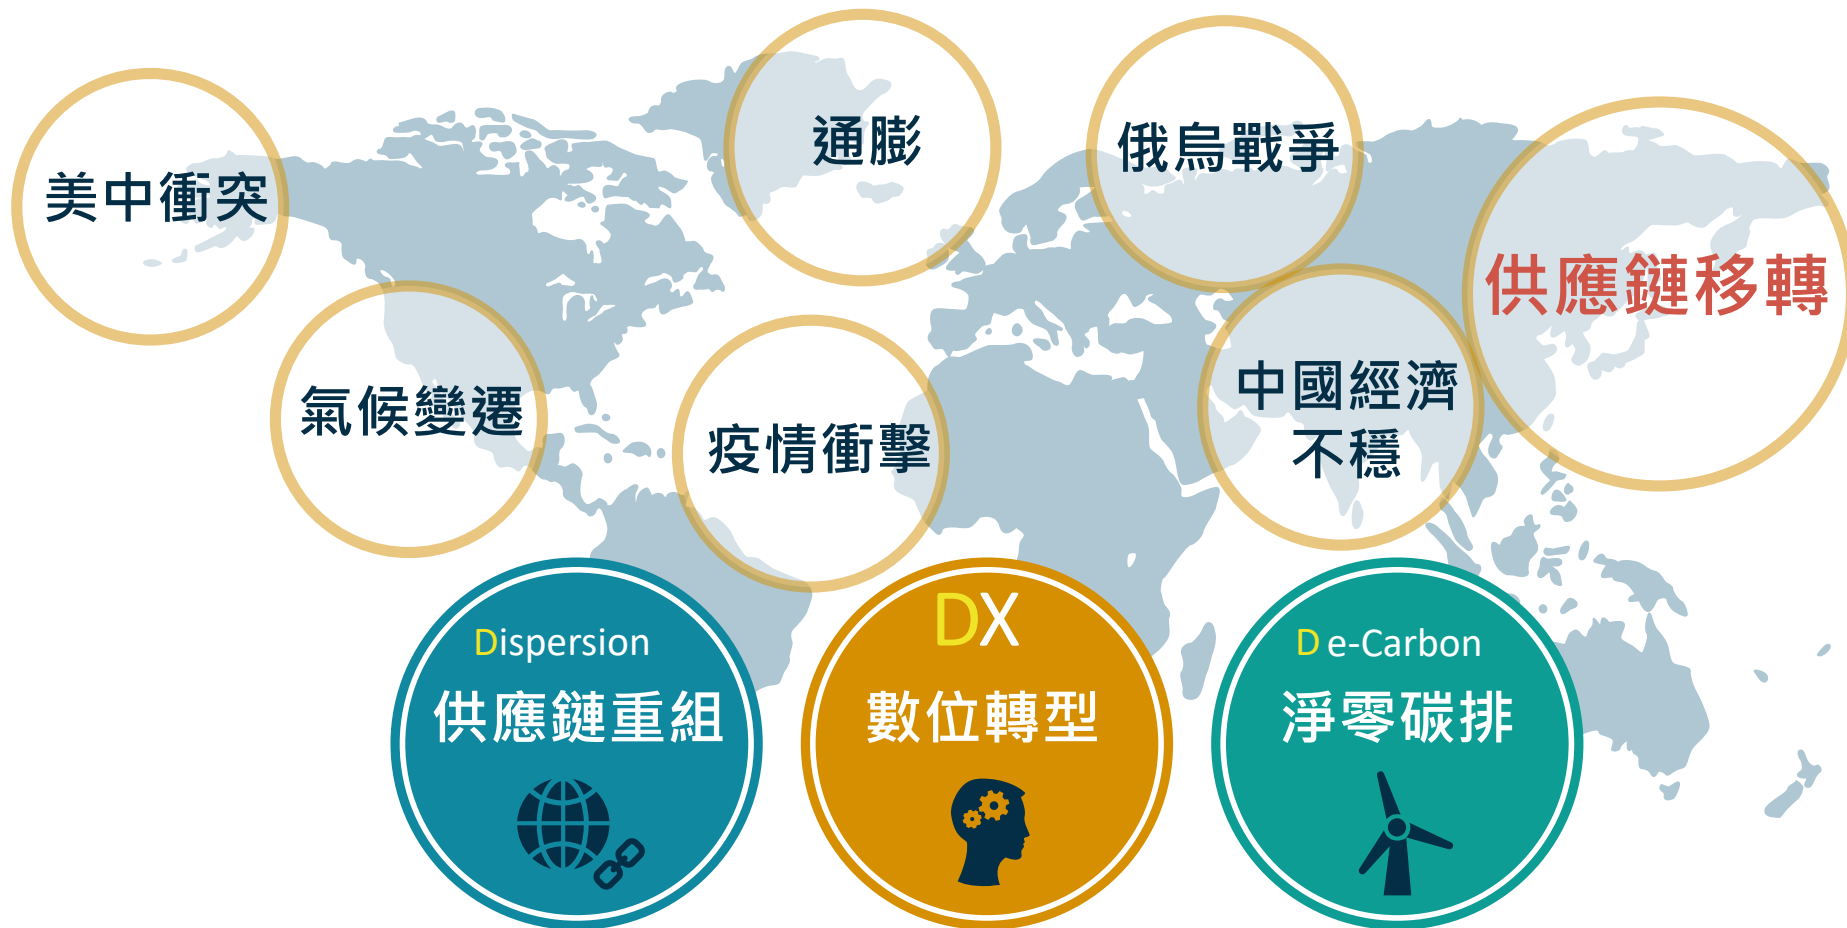 美中衝突
通膨
俄烏戰爭
供應鏈移轉
氣候變遷
疫情衝擊
中國經濟
不穩
Dispersion
供應鏈重組
DX
數位轉型
De-Carbon
淨零碳排